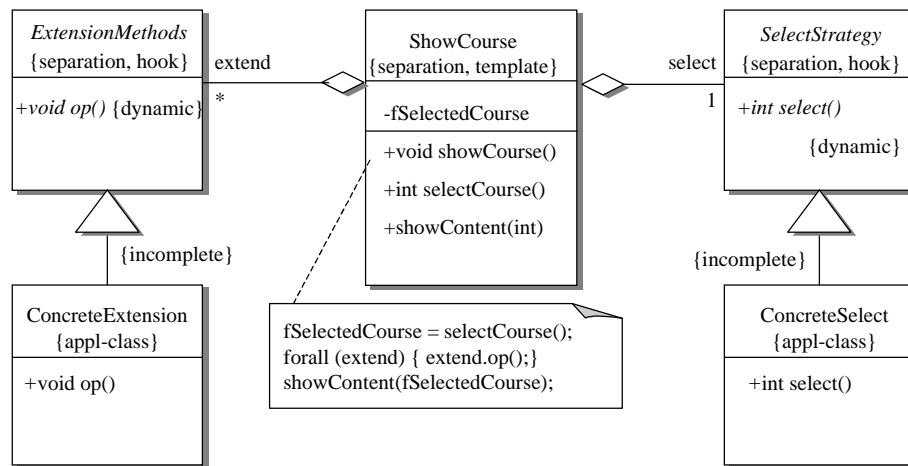 ExtensionMethods
{separation, hook}
+void op() {dynamic}
extend
*
ShowCourse
{separation, template}
-fSelectedCourse
+void showCourse()
+int selectCourse()
+showContent(int)
select
1
SelectStrategy
{separation, hook}
+int select()
{dynamic}
{incomplete}
{incomplete}
ConcreteExtension
{appl-class}
+void op()
fSelectedCourse = selectCourse();
forall (extend) { extend.op();}
showContent(fSelectedCourse);
ConcreteSelect
{appl-class}
+int select()